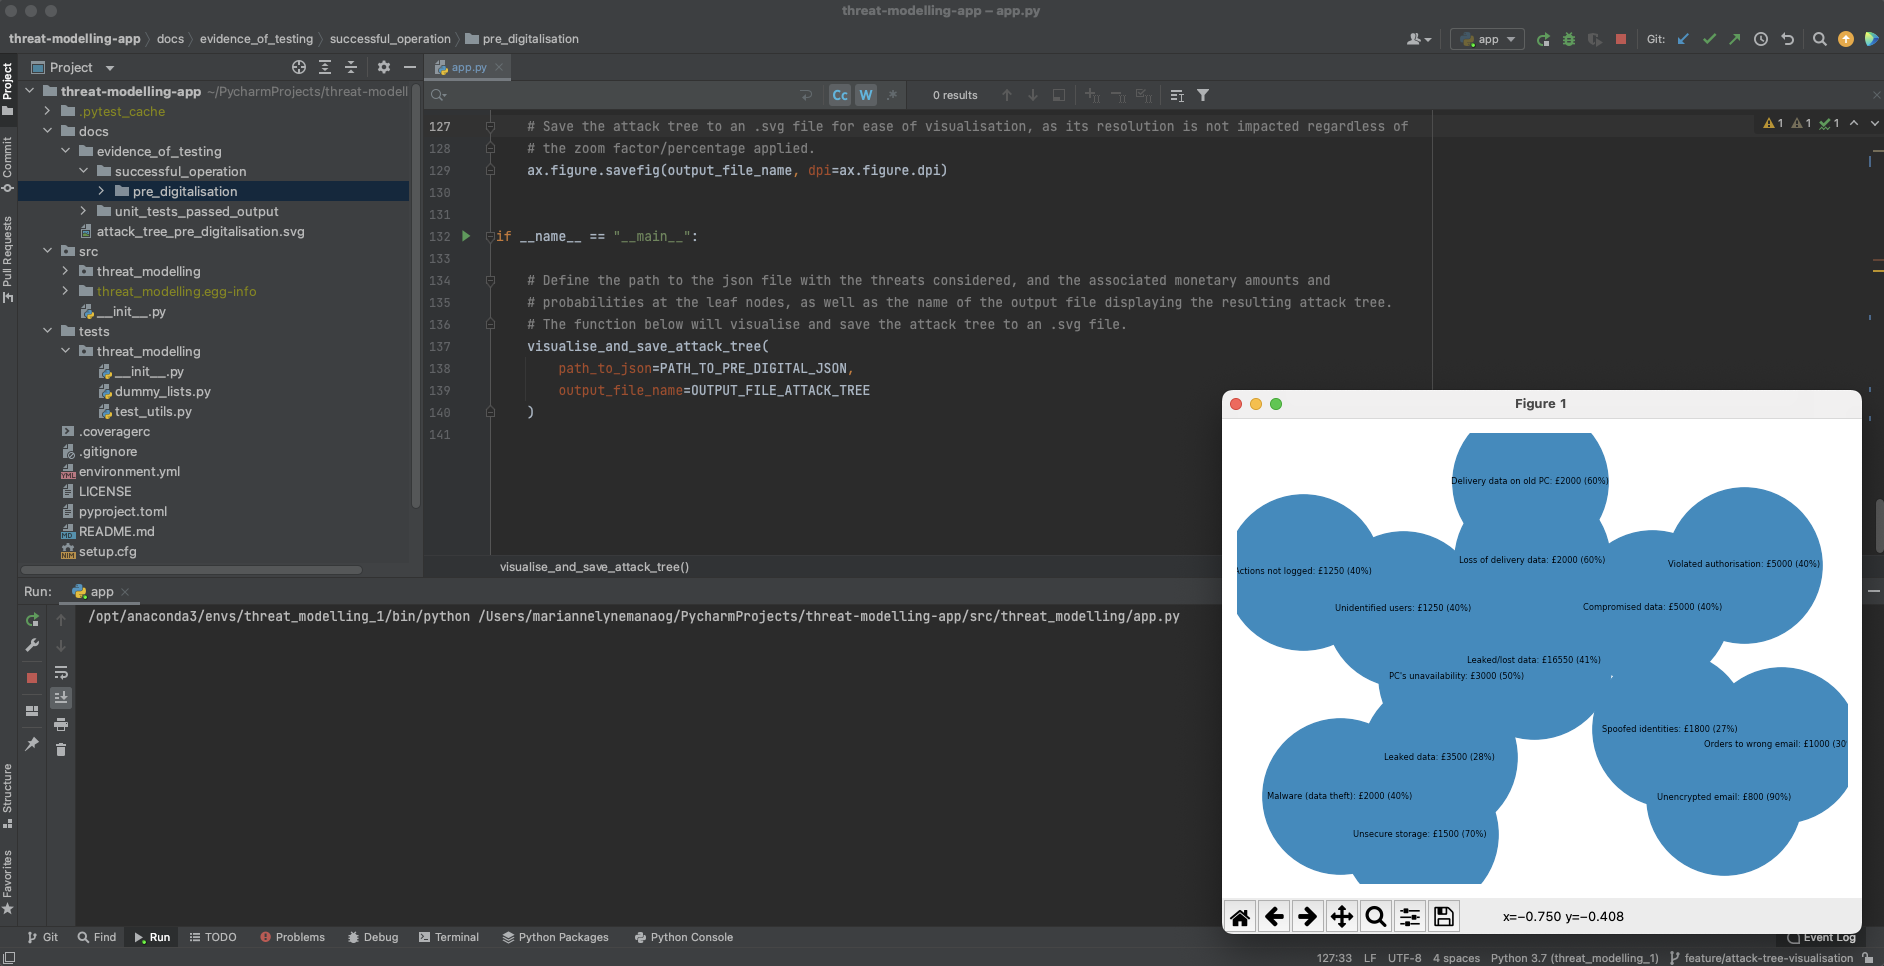 threat-modelling-app – app.py
threat-modelling-app
docs
evidence_of_testing
successful_operation
pre_digitalisation
app
Git:
Project
Commit
Pull Requests
Structure
Favorites
Project
threat-modelling-app ~/PycharmProjects/threat-modell
.pytest_cache
docs
evidence_of_testing
successful_operation
pre_digitalisation
unit_tests_passed_output
attack_tree_pre_digitalisation.svg
src
threat_modelling
threat_modelling.egg-info
__init__.py
tests
threat_modelling
__init__.py
dummy_lists.py
test_utils.py
.coveragerc
.gitignore
environment.yml
LICENSE
pyproject.toml
README.md
setup.cfg
app.py
Cc W .* 0 results
1 1 1
127 # Save the attack tree to an .svg file for ease of visualisation, as its resolution is not impacted regardless of
128 # the zoom factor/percentage applied.
129 ax.figure.savefig(output_file_name, dpi=ax.figure.dpi)
130
131
132 if __name__ == "__main__":
133
134 # Define the path to the json file with the threats considered, and the associated monetary amounts and
135 # probabilities at the leaf nodes, as well as the name of the output file displaying the resulting attack tree.
136 # The function below will visualise and save the attack tree to an .svg file.
137 visualise_and_save_attack_tree(
138 path_to_json=PATH_TO_PRE_DIGITAL_JSON,
139 output_file_name=OUTPUT_FILE_ATTACK_TREE
140 )
141
visualise_and_save_attack_tree()
Run: app
/opt/anaconda3/envs/threat_modelling_1/bin/python /Users/mariannelynemanaog/PycharmProjects/threat-modelling-app/src/threat_modelling/app.py
Figure 1
Delivery data on old PC: £2000 (60%)
Loss of delivery data: £2000 (60%)
Violated authorisation: £5000 (40%)
Actions not logged: £1250 (40%)
Unidentified users: £1250 (40%)
Compromised data: £5000 (40%)
Leaked/lost data: £16550 (41%)
PC's unavailability: £3000 (50%)
Spoofed identities: £1800 (27%)
Orders to wrong email: £1000 (30
Leaked data: £3500 (28%)
Malware (data theft): £2000 (40%)
Unencrypted email: £800 (90%)
Unsecure storage: £1500 (70%)
x=−0.750 y=−0.408
Git
Find
Run
TODO
Problems
Debug
Terminal
Python Packages
Python Console
Event Log
127:33 LF UTF-8 4 spaces Python 3.7 (threat_modelling_1) feature/attack-tree-visualisation